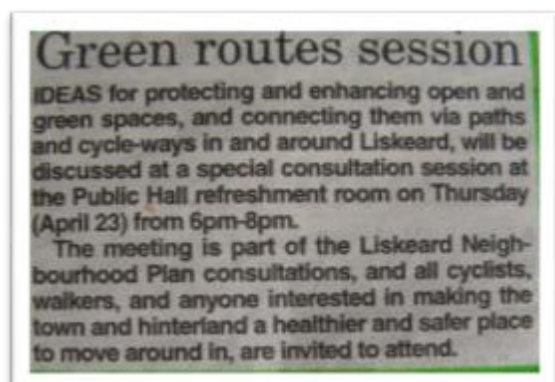 Green routes session
IDEAS for protecting and enhancing open and
green spaces, and connecting them via paths
and cycle-ways in and around Liskeard, will be
discussed at a special consultation session at
the Public Hall refreshment room on Thursday
(April 23) from 6pm-8pm.
The meeting is part of the Liskeard Neigh-
bourhood Plan consultations, and all cyclists,
walkers, and anyone interested in making the
town and hinterland a healthier and safer place
to move around in, are invited to attend.